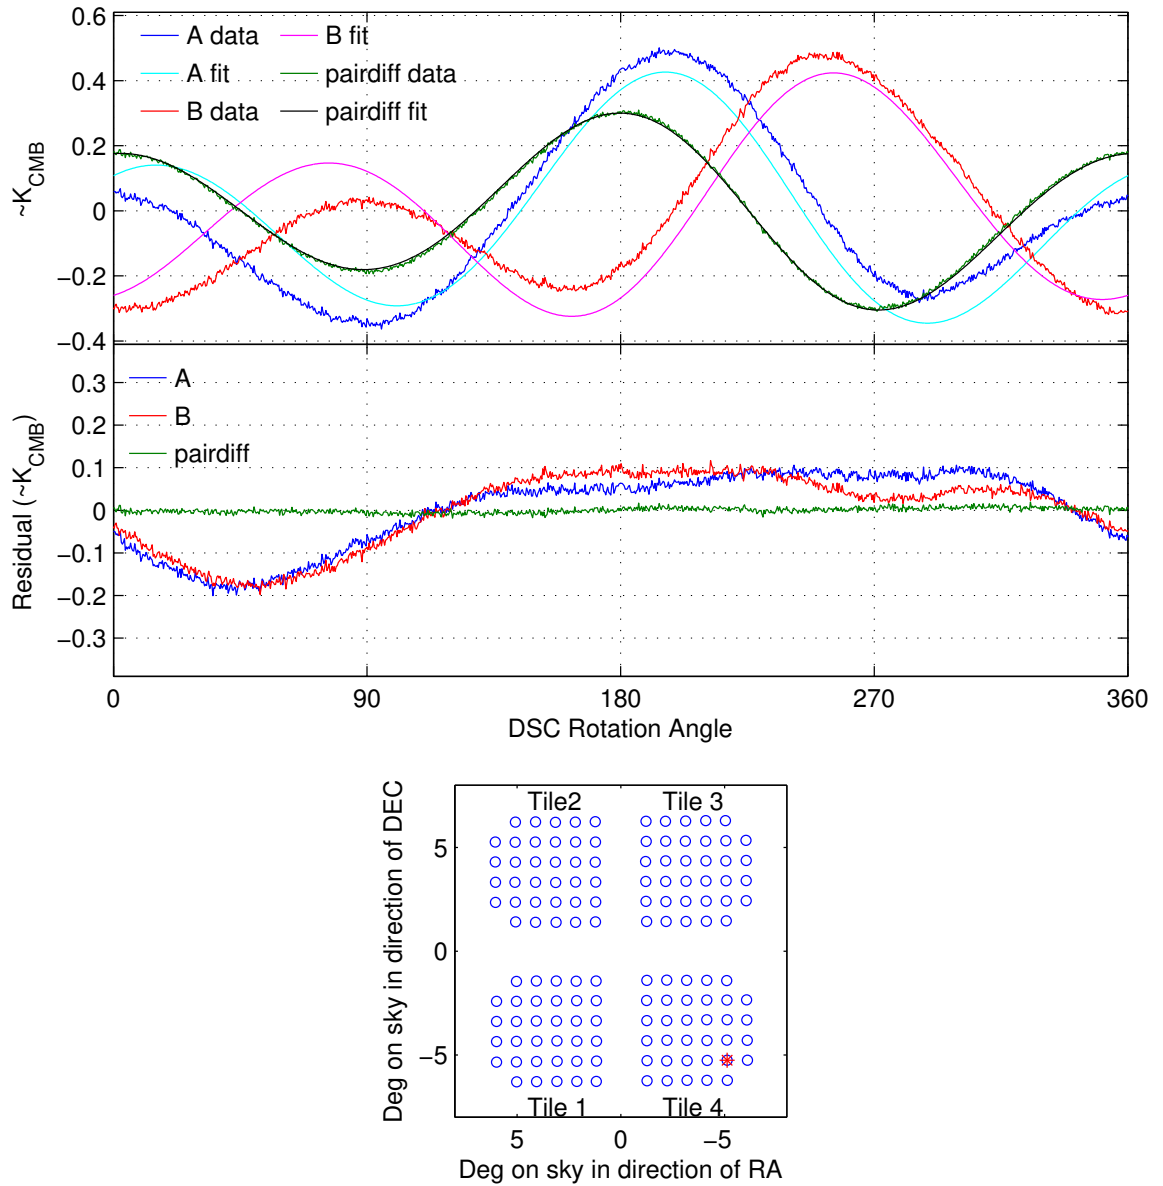 0.6
A data
B fit
A fit
pairdiff data
B data
pairdiff fit
0.4
0.2
0
−0.2
−0.4
~K_CMB
A
B
pairdiff
0.3
0.2
0.1
0
−0.1
−0.2
−0.3
Residual (~K_CMB)
0 90 180 270 360
DSC Rotation Angle
Tile2 Tile 3
5
0
−5
Deg on sky in direction of DEC
Tile 1 Tile 4
5 0 −5
Deg on sky in direction of RA